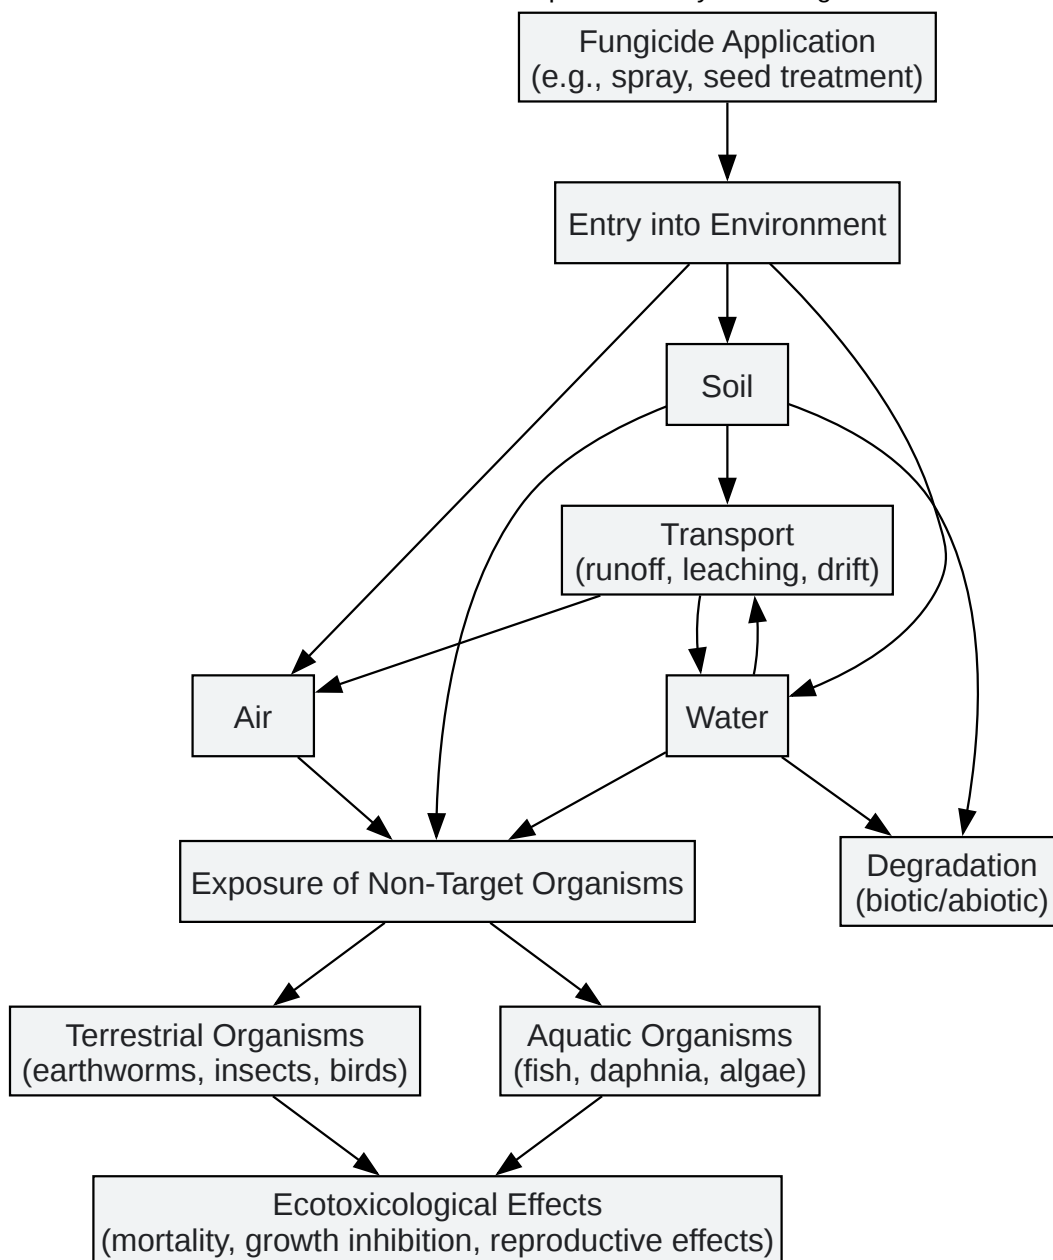 Fungicide Application
(e.g., spray, seed treatment)
Entry into Environment
Soil
Transport
(runoff, leaching, drift)
Air
Water
Exposure of Non-Target Organisms
Degradation
(biotic/abiotic)
Terrestrial Organisms
(earthworms, insects, birds)
Aquatic Organisms
(fish, daphnia, algae)
Ecotoxicological Effects
(mortality, growth inhibition, reproductive effects)